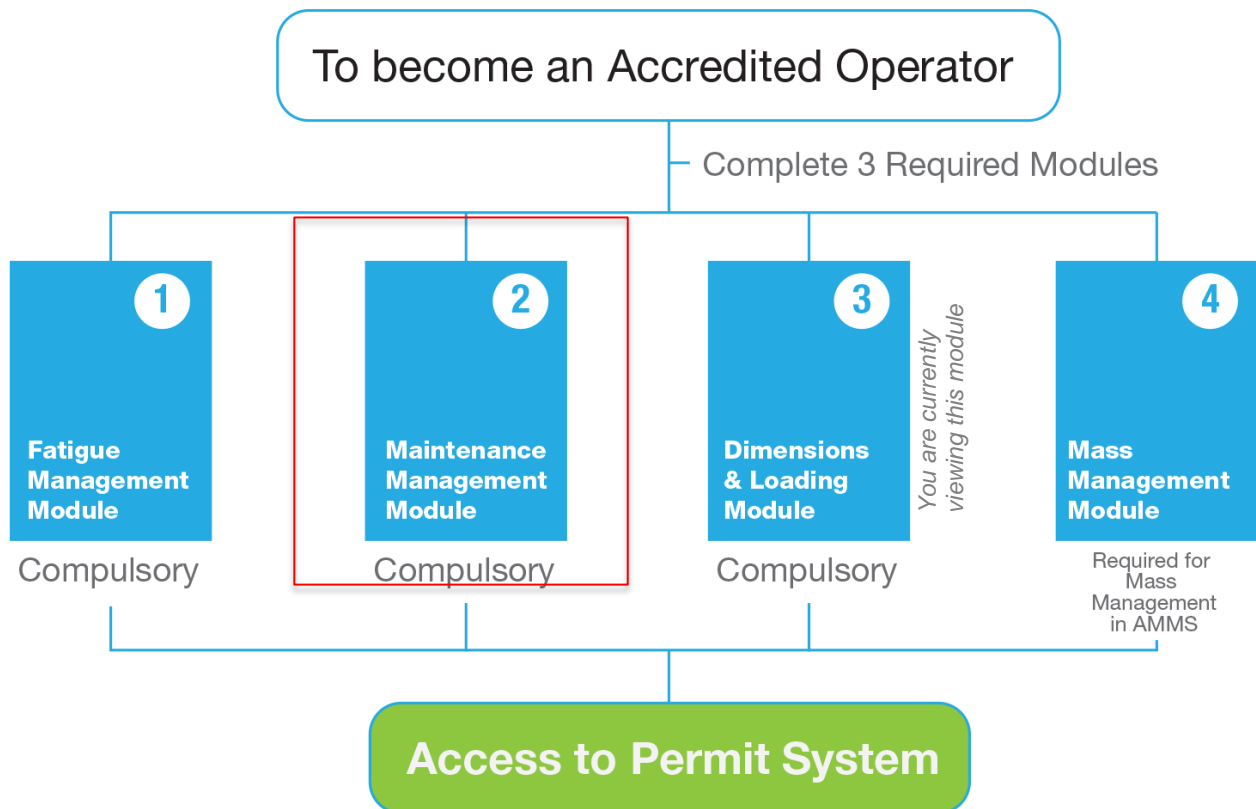 To become an Accredited Operator
Complete 3 Required Modules
1
Fatigue
Management
Module
Compulsory
2
Maintenance
Management
Module
Compulsory
3
Dimensions
& Loading
Module
Compulsory
You are currently
viewing this module
4
Mass
Management
Module
Required for
Mass
Management
in AMMS
Access to Permit System